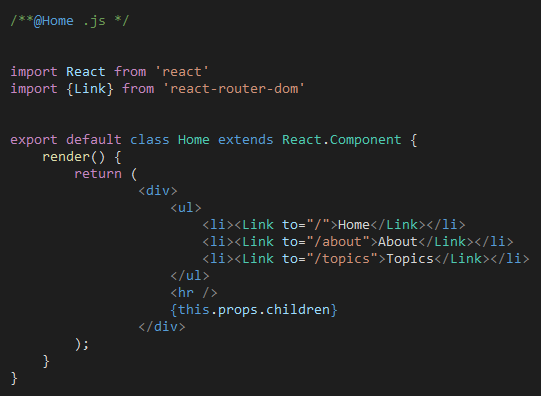 /**@Home .js */
import React from 'react'
import {Link} from 'react-router-dom'
export default class Home extends React.Component {
    render() {
        return (
                <div>
                    <ul>
                        <li><Link to="/">Home</Link></li>
                        <li><Link to="/about">About</Link></li>
                        <li><Link to="/topics">Topics</Link></li>
                    </ul>
                    <hr />
                    {this.props.children}
                </div>
        );
    }
}